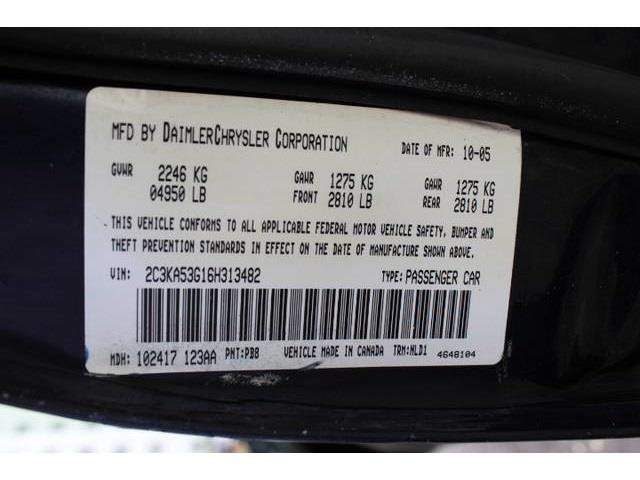 MFD BY DAIMLERCHRYSLER CORPORATION DATE OF MFR: 10-05
GVWR 2246 KG GAWR 1275 KG GAWR 1275 KG
04950 LB FRONT 2810 LB REAR 2810 LB
THIS VEHICLE CONFORMS TO ALL APPLICABLE FEDERAL MOTOR VEHICLE SAFETY, BUMPER AND
THEFT PREVENTION STANDARDS IN EFFECT ON THE DATE OF MANUFACTURE SHOWN ABOVE.
VIN: 2C3KA53G16H313482 TYPE: PASSENGER CAR
MDH: 102417 123AA PNT:PB8 VEHICLE MADE IN CANADA TRM:NLD1 4648104